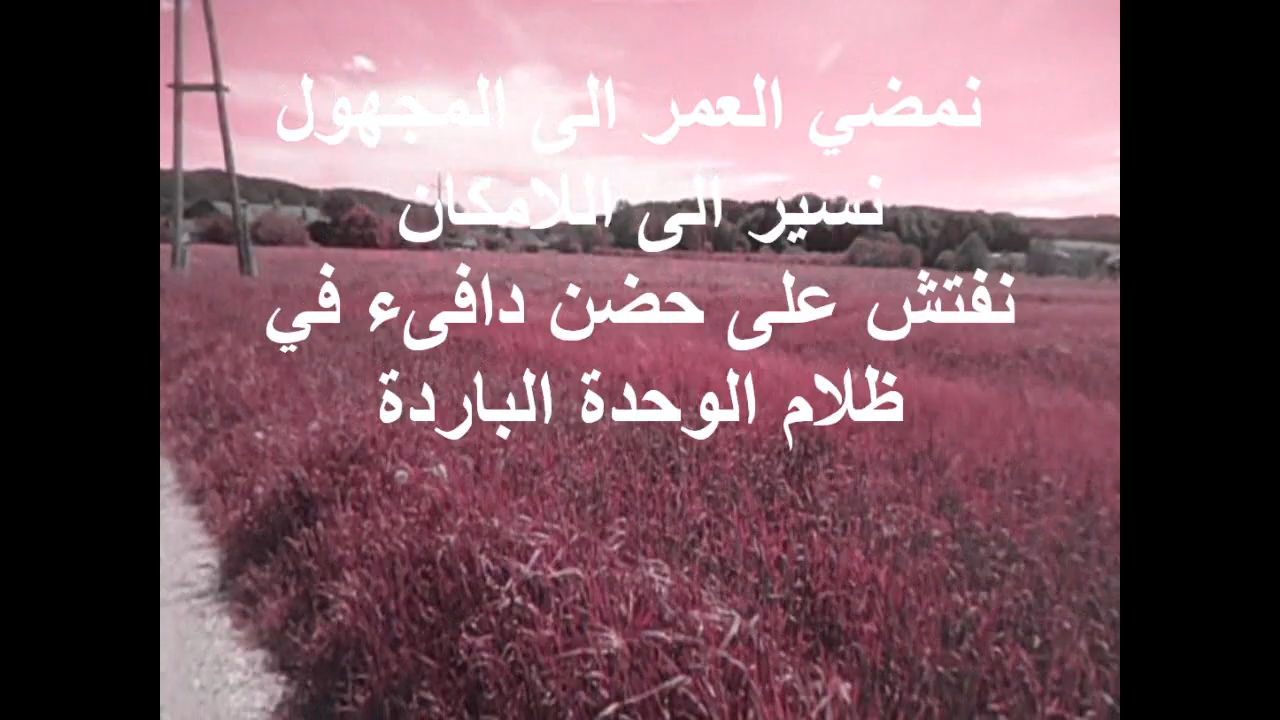 نمضي العمر الى المجهول
نسير الى اللامكان
نفتش على حضن دافىء في
ظلام الوحدة الباردة